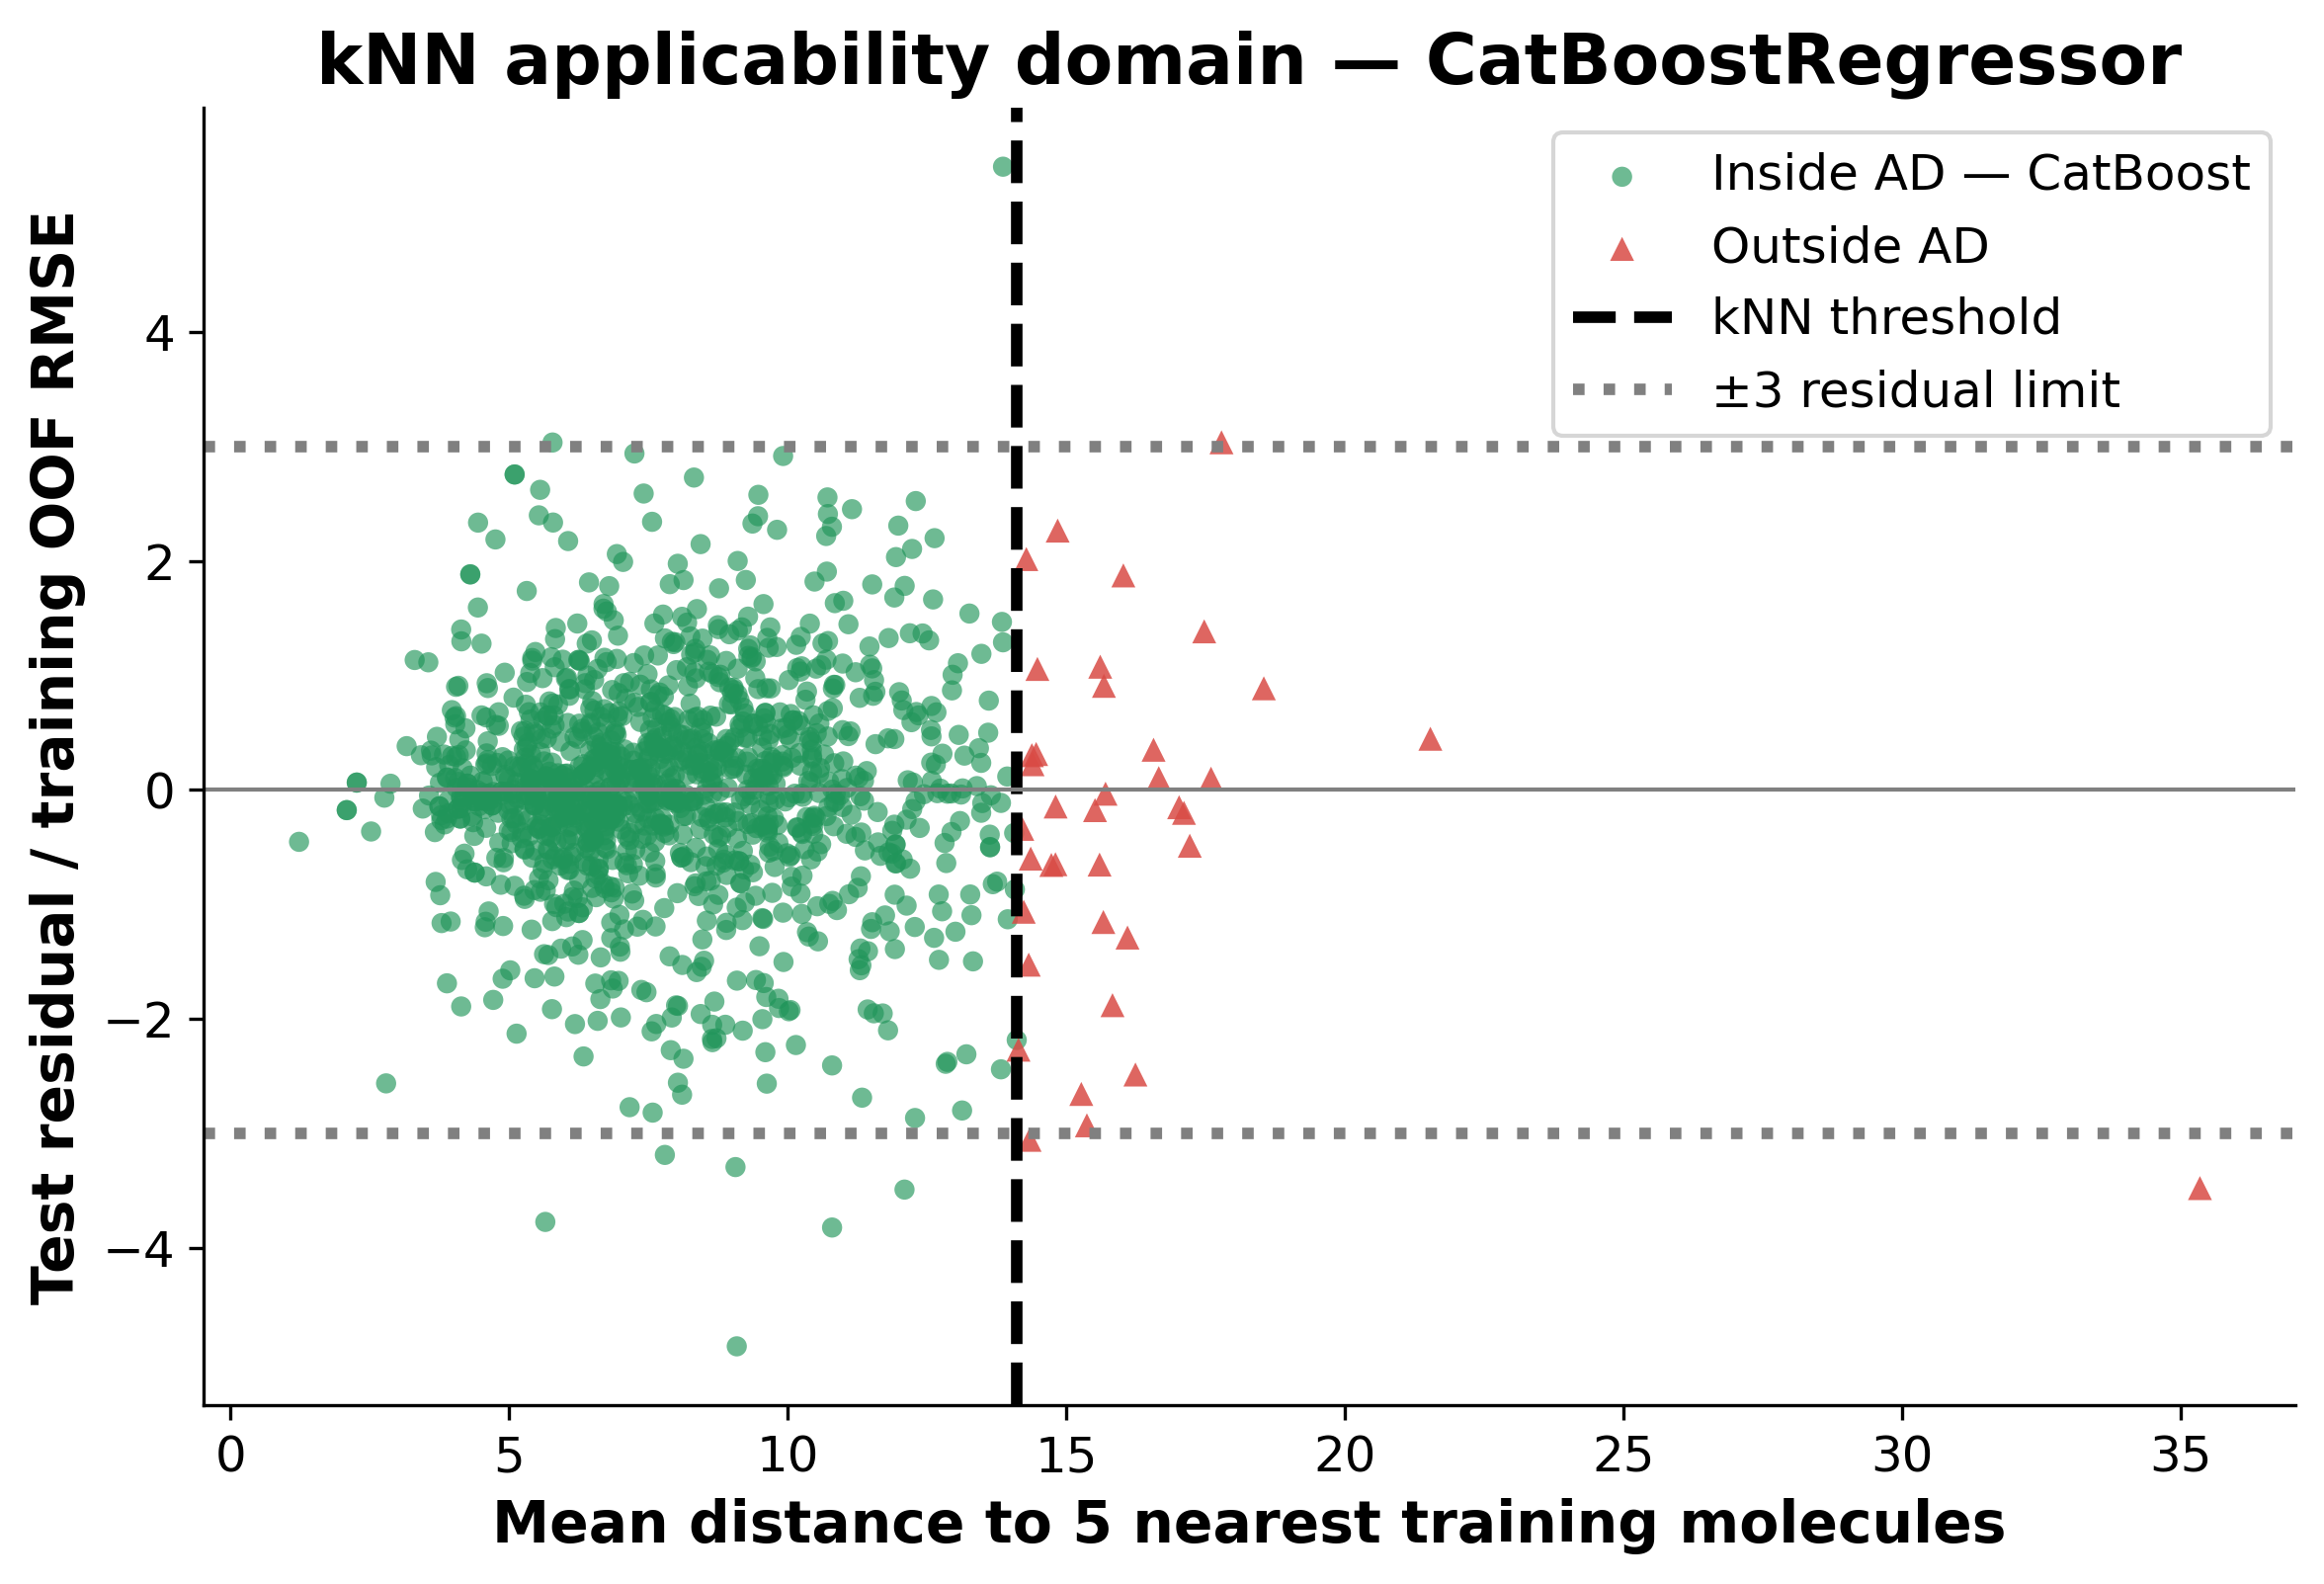 kNN applicability domain — CatBoostRegressor
Inside AD — CatBoost
Outside AD
kNN threshold
±3 residual limit
Test residual / training OOF RMSE
4
2
0
−2
−4
0 5 10 15 20 25 30 35
Mean distance to 5 nearest training molecules